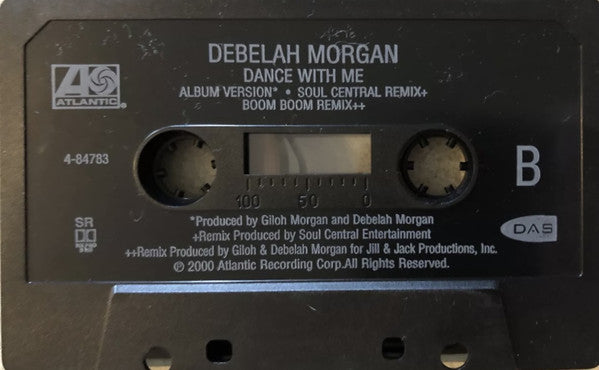 DEBELAH MORGAN
DANCE WITH ME
ALBUM VERSION* • SOUL CENTRAL REMIX+
BOOM BOOM REMIX++
ATLANTIC®
4-84783
B
100 50 0
SR
*Produced by Giloh Morgan and Debelah Morgan
+Remix Produced by Soul Central Entertainment
++Remix Produced by Giloh & Debelah Morgan for Jill & Jack Productions, Inc.
℗ 2000 Atlantic Recording Corp.All Rights Reserved.
DAS